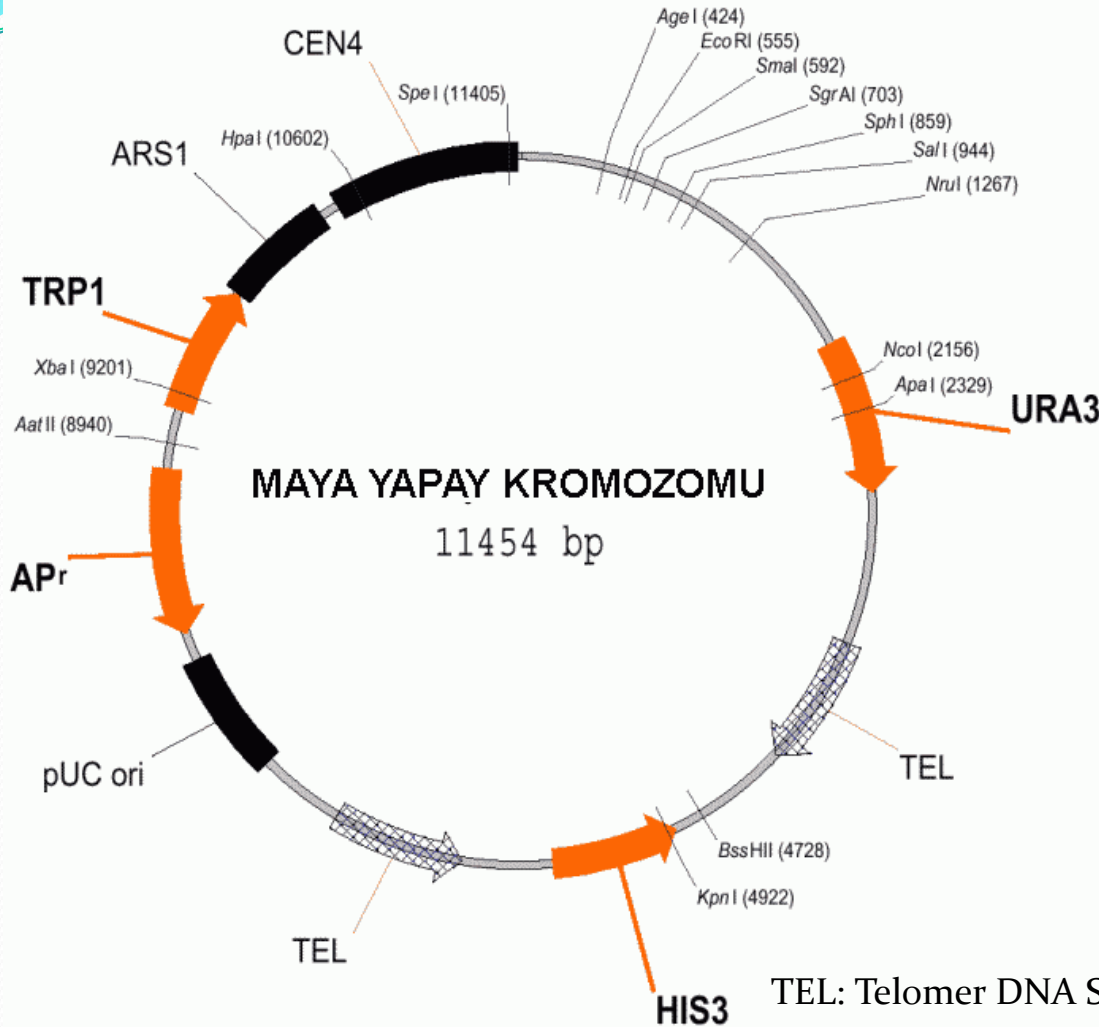 CEN4
AgeI (424)
EcoRI (555)
SmaI (592)
SgrAI (703)
SphI (859)
SalI (944)
NruI (1267)
SpeI (11405)
HpaI (10602)
ARS1
TRP1
XbaI (9201)
AatII (8940)
NcoI (2156)
ApaI (2329)
URA3
MAYA YAPAY KROMOZOMU
11454 bp
APr
pUC ori
TEL
BssHII (4728)
KpnI (4922)
TEL
HIS3
TEL: Telomer DNA S